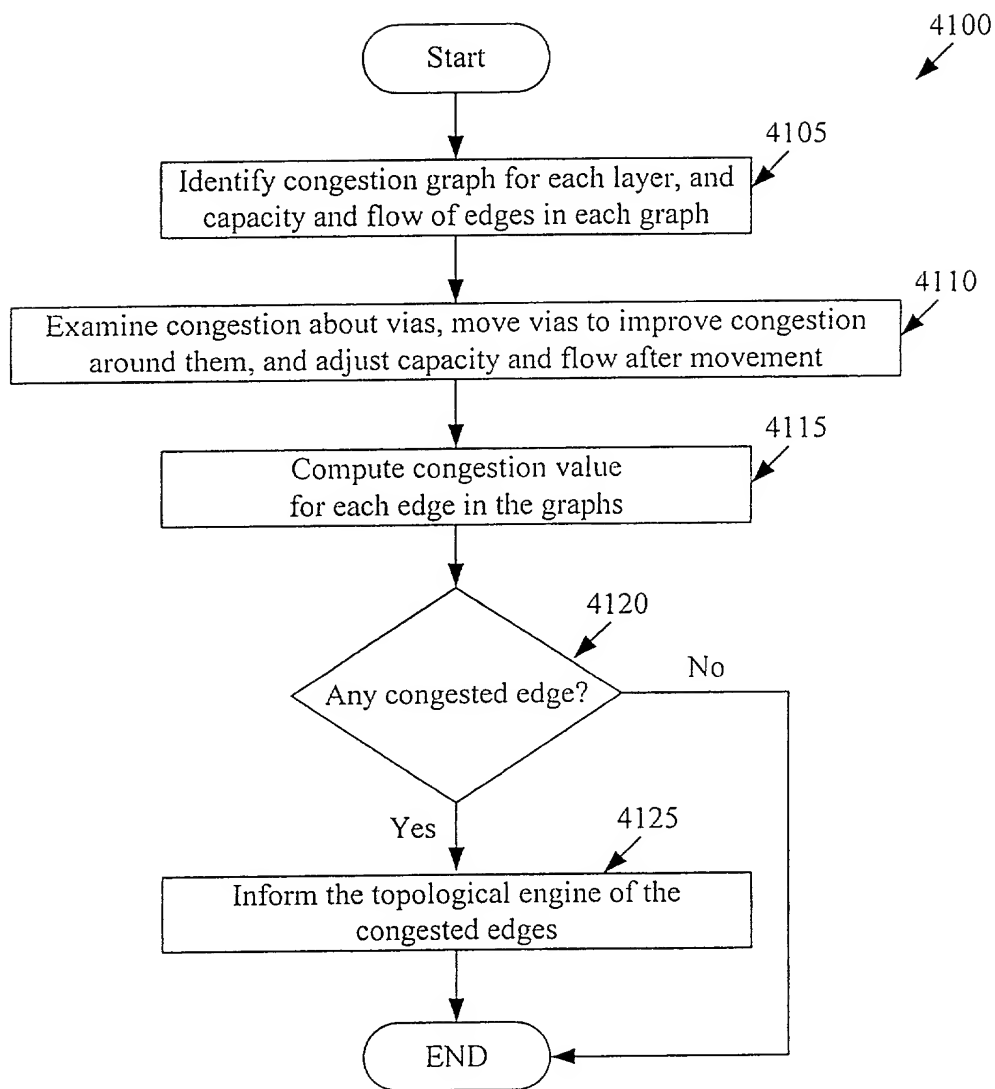 4100
Start
4105
Identify congestion graph for each layer, and
capacity and flow of edges in each graph
4110
Examine congestion about vias, move vias to improve congestion
around them, and adjust capacity and flow after movement
4115
Compute congestion value
for each edge in the graphs
4120
Any congested edge?
No
Yes
4125
Inform the topological engine of the
congested edges
END